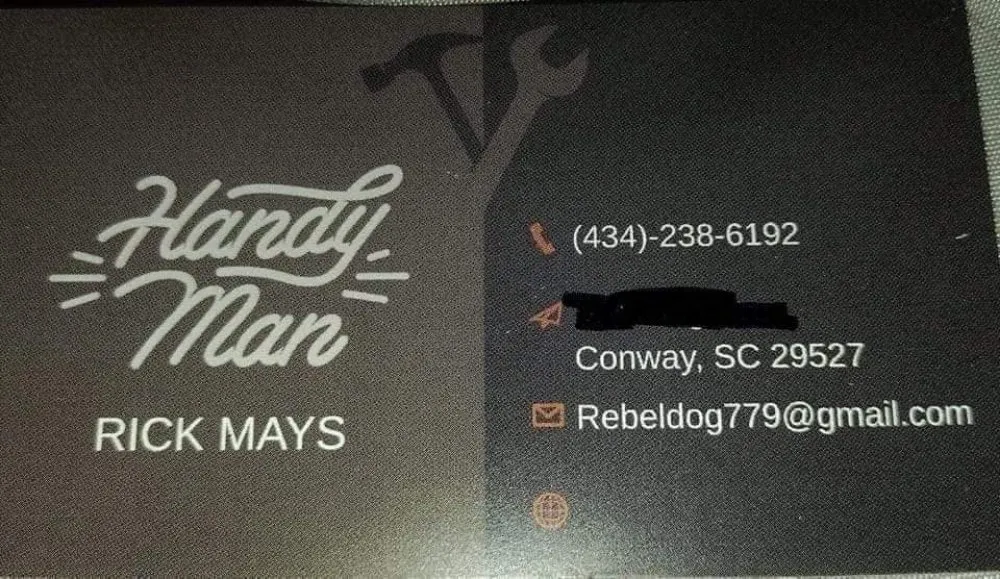 Handy
Man
RICK MAYS
(434)-238-6192
Conway, SC 29527
Rebeldog779@gmail.com